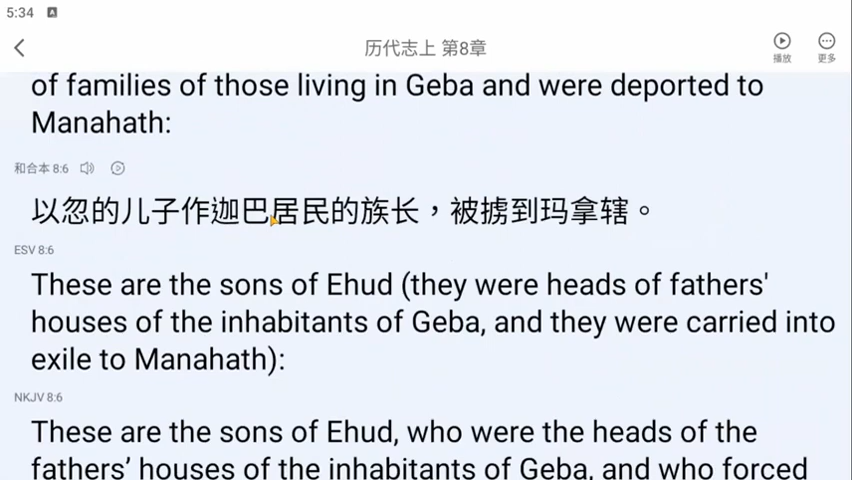 5:34 A
历代志上 第8章
播放
更多
of families of those living in Geba and were deported to
Manahath:
和合本 8:6
以忽的儿子作迦巴居民的族长，被掳到玛拿辖。
ESV 8:6
These are the sons of Ehud (they were heads of fathers'
houses of the inhabitants of Geba, and they were carried into
exile to Manahath):
NKJV 8:6
These are the sons of Ehud, who were the heads of the
fathers’ houses of the inhabitants of Geba, and who forced